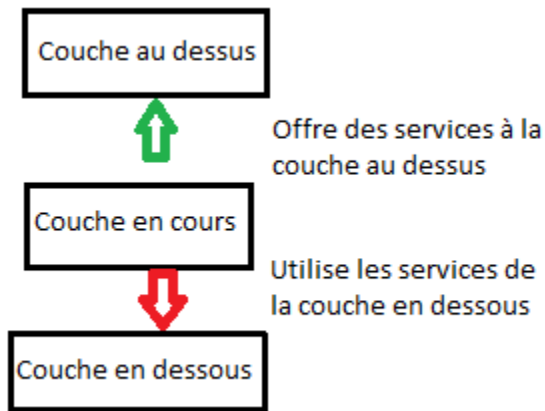 Couche au dessus
Offre des services à la
couche au dessus
Couche en cours
Utilise les services de
la couche en dessous
Couche en dessous